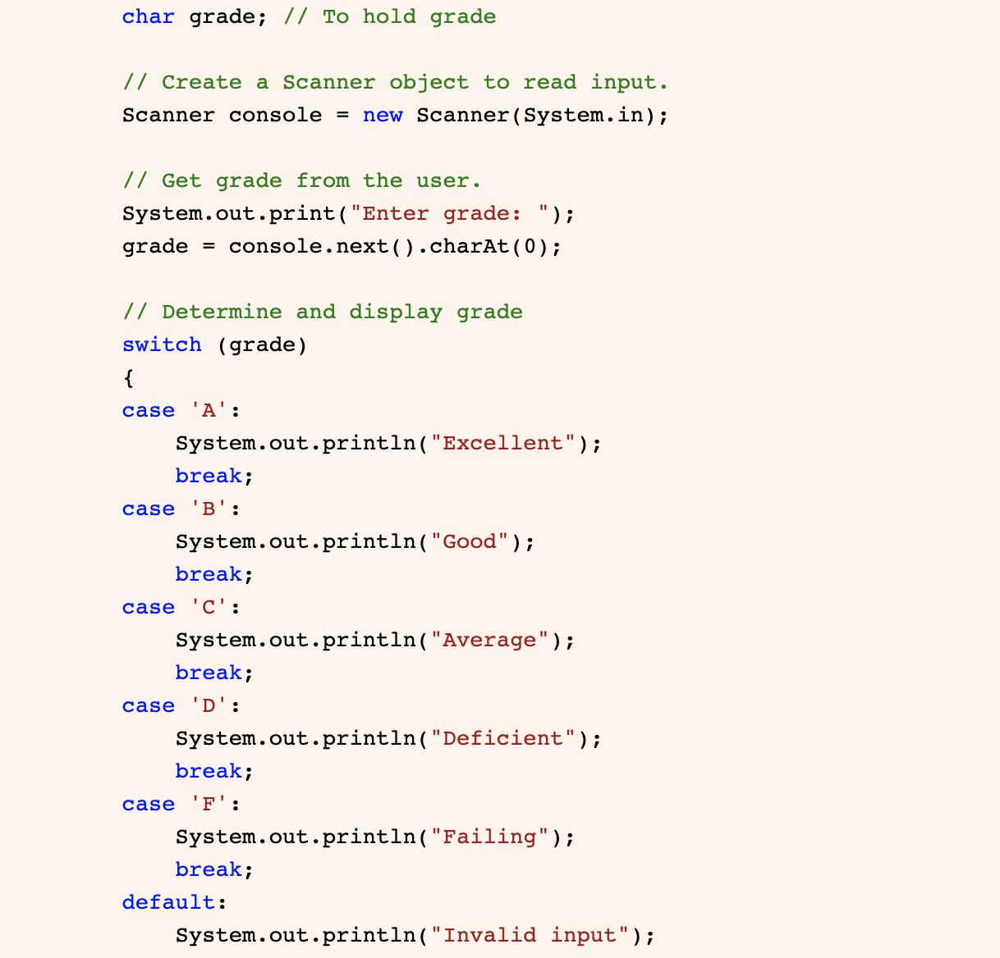 char grade; // To hold grade
// Create a Scanner object to read input.
Scanner console = new Scanner(System.in);
// Get grade from the user.
System.out.print("Enter grade: ");
grade = console.next().charAt(0);
// Determine and display grade
switch (grade)
{
case 'A':
System.out.println("Excellent");
break;
case 'B':
System.out.println("Good");
break;
case 'C':
System.out.println("Average");
break;
case 'D':
System.out.println("Deficient");
break;
case 'F':
System.out.println("Failing");
break;
default:
System.out.println("Invalid input");